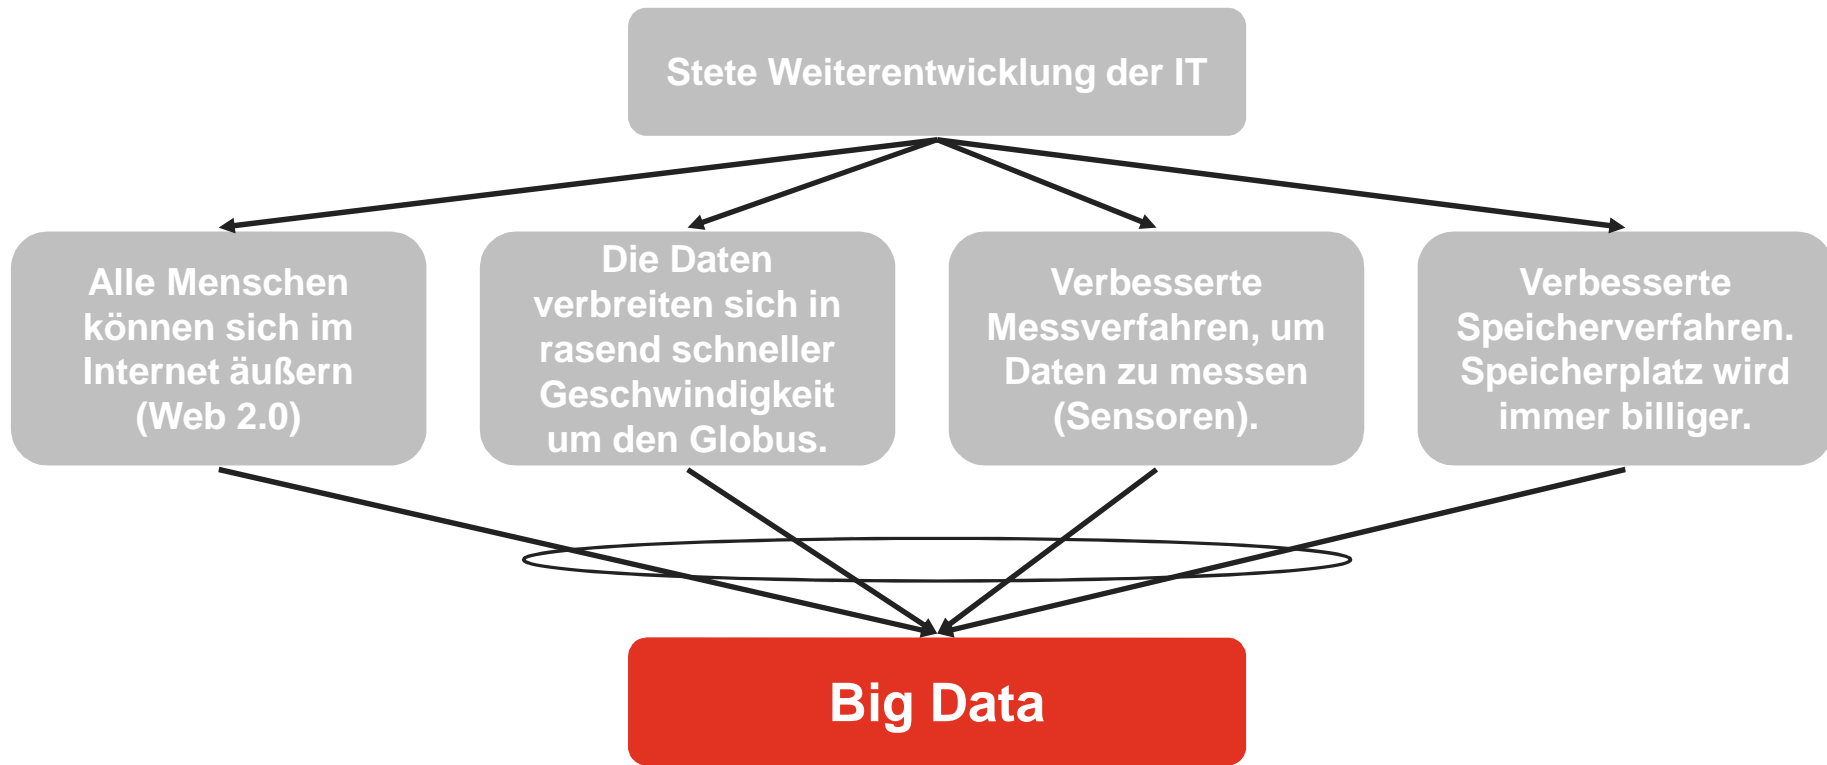 Stete Weiterentwicklung der IT
Alle Menschen
können sich im
Internet äußern
(Web 2.0)
Die Daten
verbreiten sich in
rasend schneller
Geschwindigkeit
um den Globus.
Verbesserte
Messverfahren, um
Daten zu messen
(Sensoren).
Verbesserte
Speicherverfahren.
Speicherplatz wird
immer billiger.
Big Data